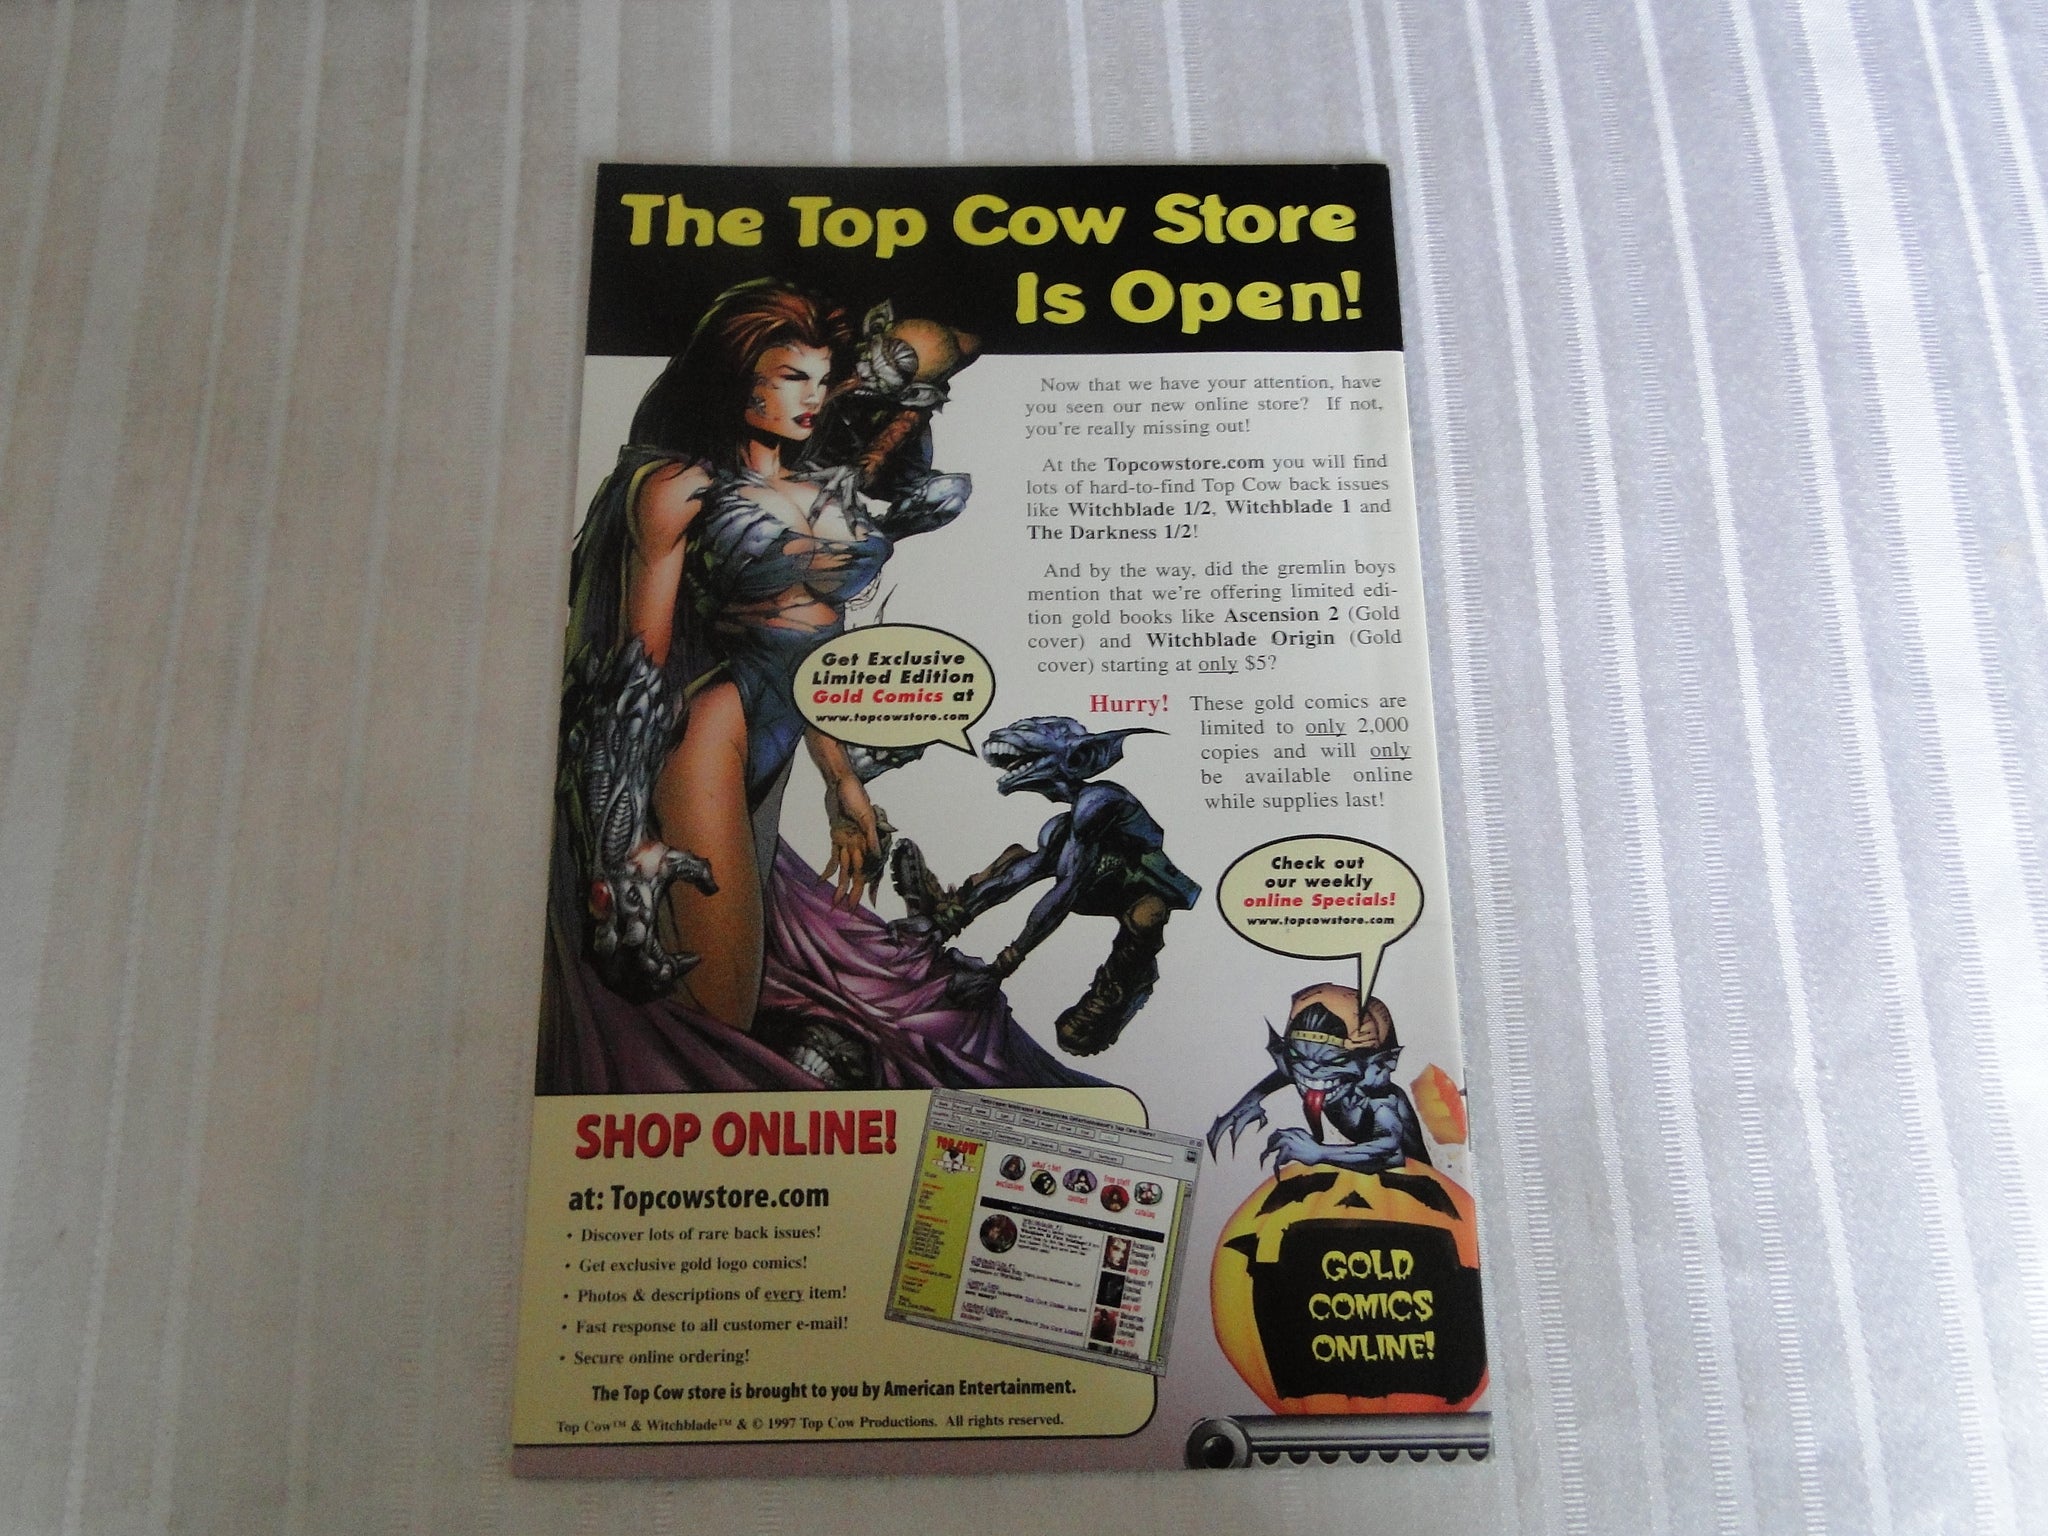 The Top Cow Store
Is Open!
Now that we have your attention, have
you seen our new online store? If not,
you're really missing out!
At the Topcowstore.com you will find
lots of hard-to-find Top Cow back issues
like Witchblade 1/2, Witchblade 1 and
The Darkness 1/2!
And by the way, did the gremlin boys
mention that we're offering limited edi-
tion gold books like Ascension 2 (Gold
cover) and Witchblade Origin (Gold
cover) starting at only $5?
Get Exclusive
Limited Edition
Gold Comics at
www.topcowstore.com
Hurry! These gold comics are
limited to only 2,000
copies and will only
be available online
while supplies last!
Check out
our weekly
online Specials!
www.topcowstore.com
SHOP ONLINE!
at: Topcowstore.com
• Discover lots of rare back issues!
• Get exclusive gold logo comics!
• Photos & descriptions of every item!
• Fast response to all customer e-mail!
• Secure online ordering!
The Top Cow store is brought to you by American Entertainment.
Top Cow™ & Witchblade™ & © 1997 Top Cow Productions. All rights reserved.
TOP COW
what's hot
free stuff
exclusives
contest
catalog
GOLD
COMICS
ONLINE!